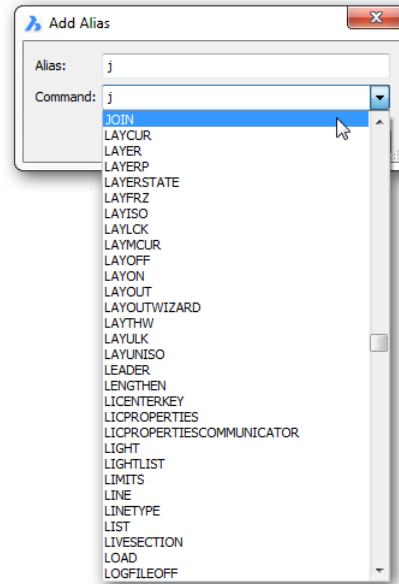 Add Alias
Alias: j
Command: j
JOIN
LAYCUR
LAYER
LAYERP
LAYERSTATE
LAYFRZ
LAYISO
LAYLCK
LAYMCUR
LAYOFF
LAYON
LAYOUT
LAYOUTWIZARD
LAYTHW
LAYULK
LAYUNISO
LEADER
LENGTHEN
LICENTERKEY
LICPROPERTIES
LICPROPERTIESCOMMUNICATOR
LIGHT
LIGHTLIST
LIMITS
LINE
LINETYPE
LIST
LIVESECTION
LOAD
LOGFILEOFF